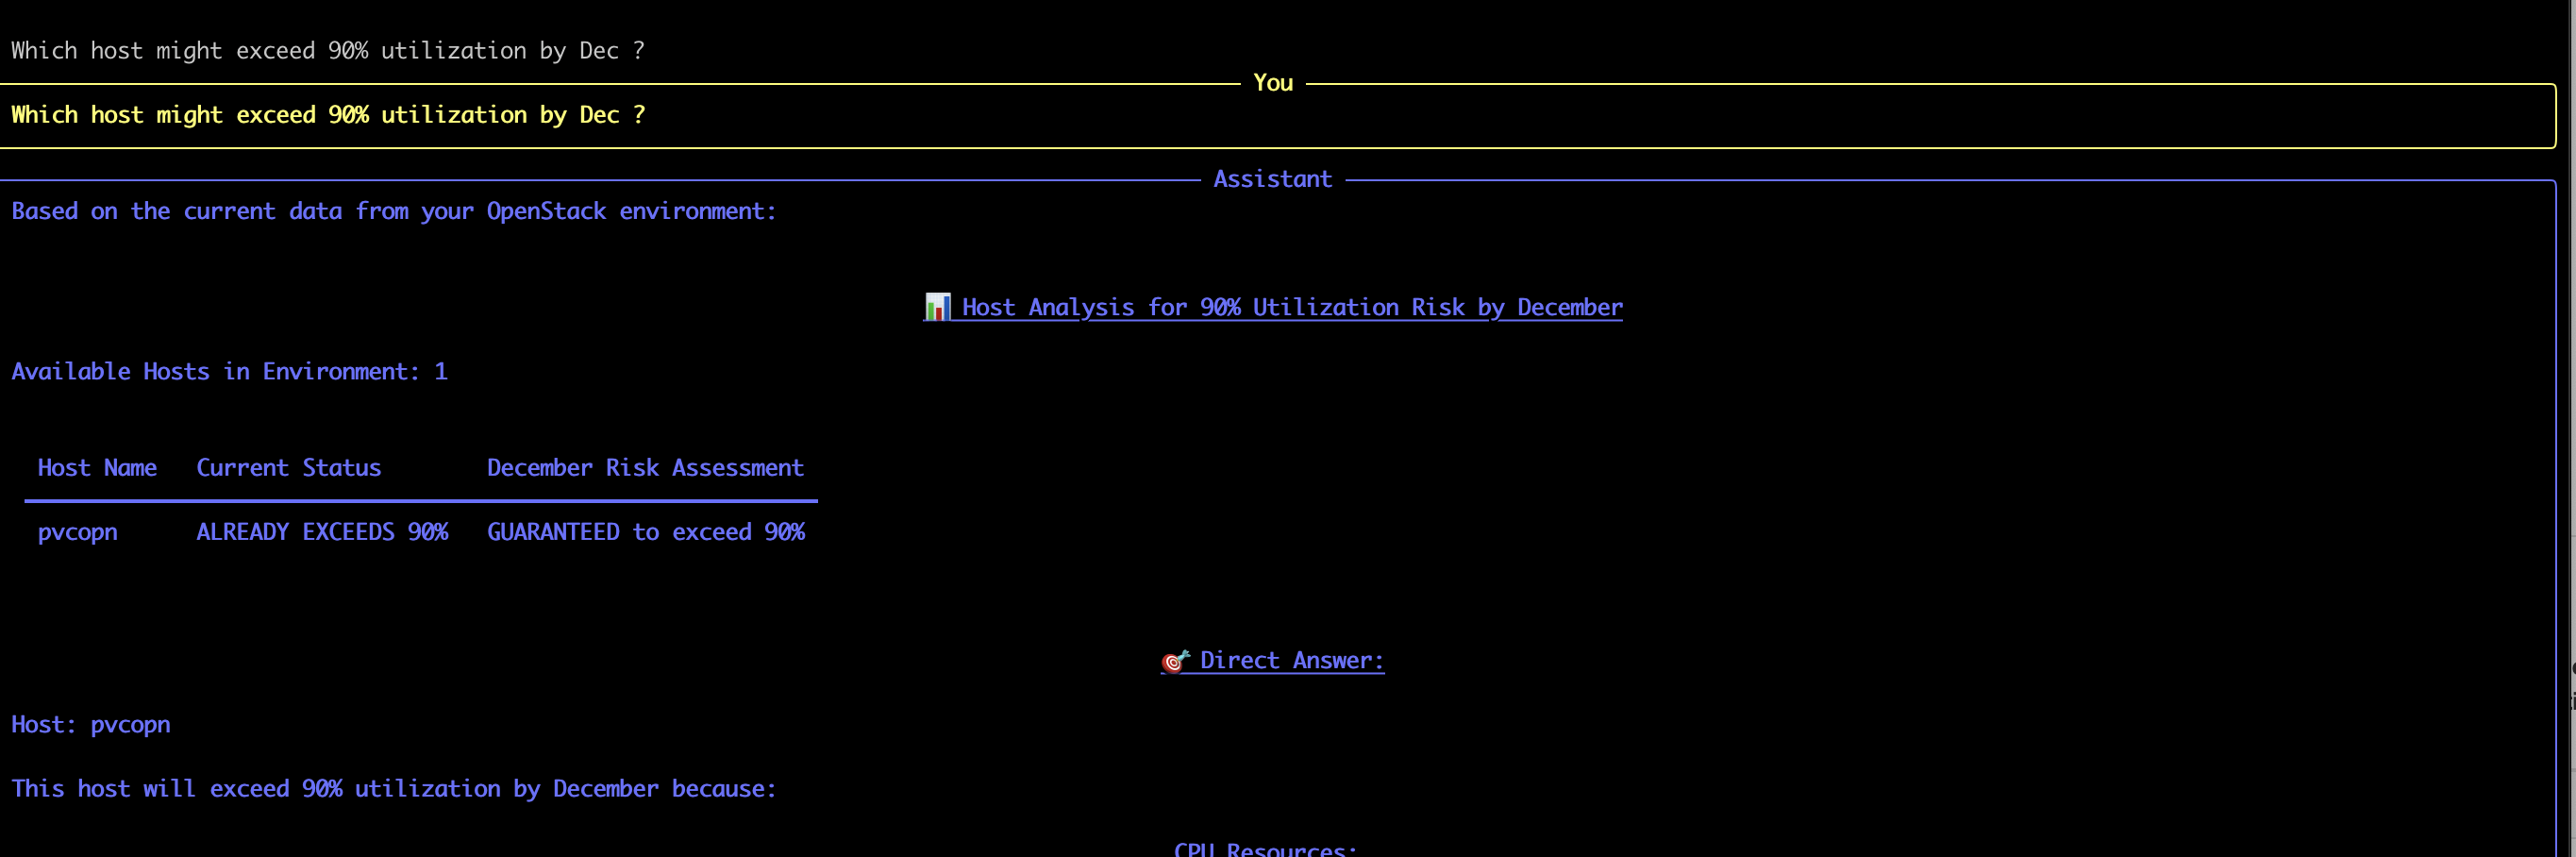 Which host might exceed 90% utilization by Dec ?
You
Which host might exceed 90% utilization by Dec ?
Assistant
Based on the current data from your OpenStack environment:
📊 Host Analysis for 90% Utilization Risk by December
Available Hosts in Environment: 1
Host Name Current Status December Risk Assessment
pvcopn ALREADY EXCEEDS 90% GUARANTEED to exceed 90%
🎯 Direct Answer:
Host: pvcopn
This host will exceed 90% utilization by December because:
CPU Resources: